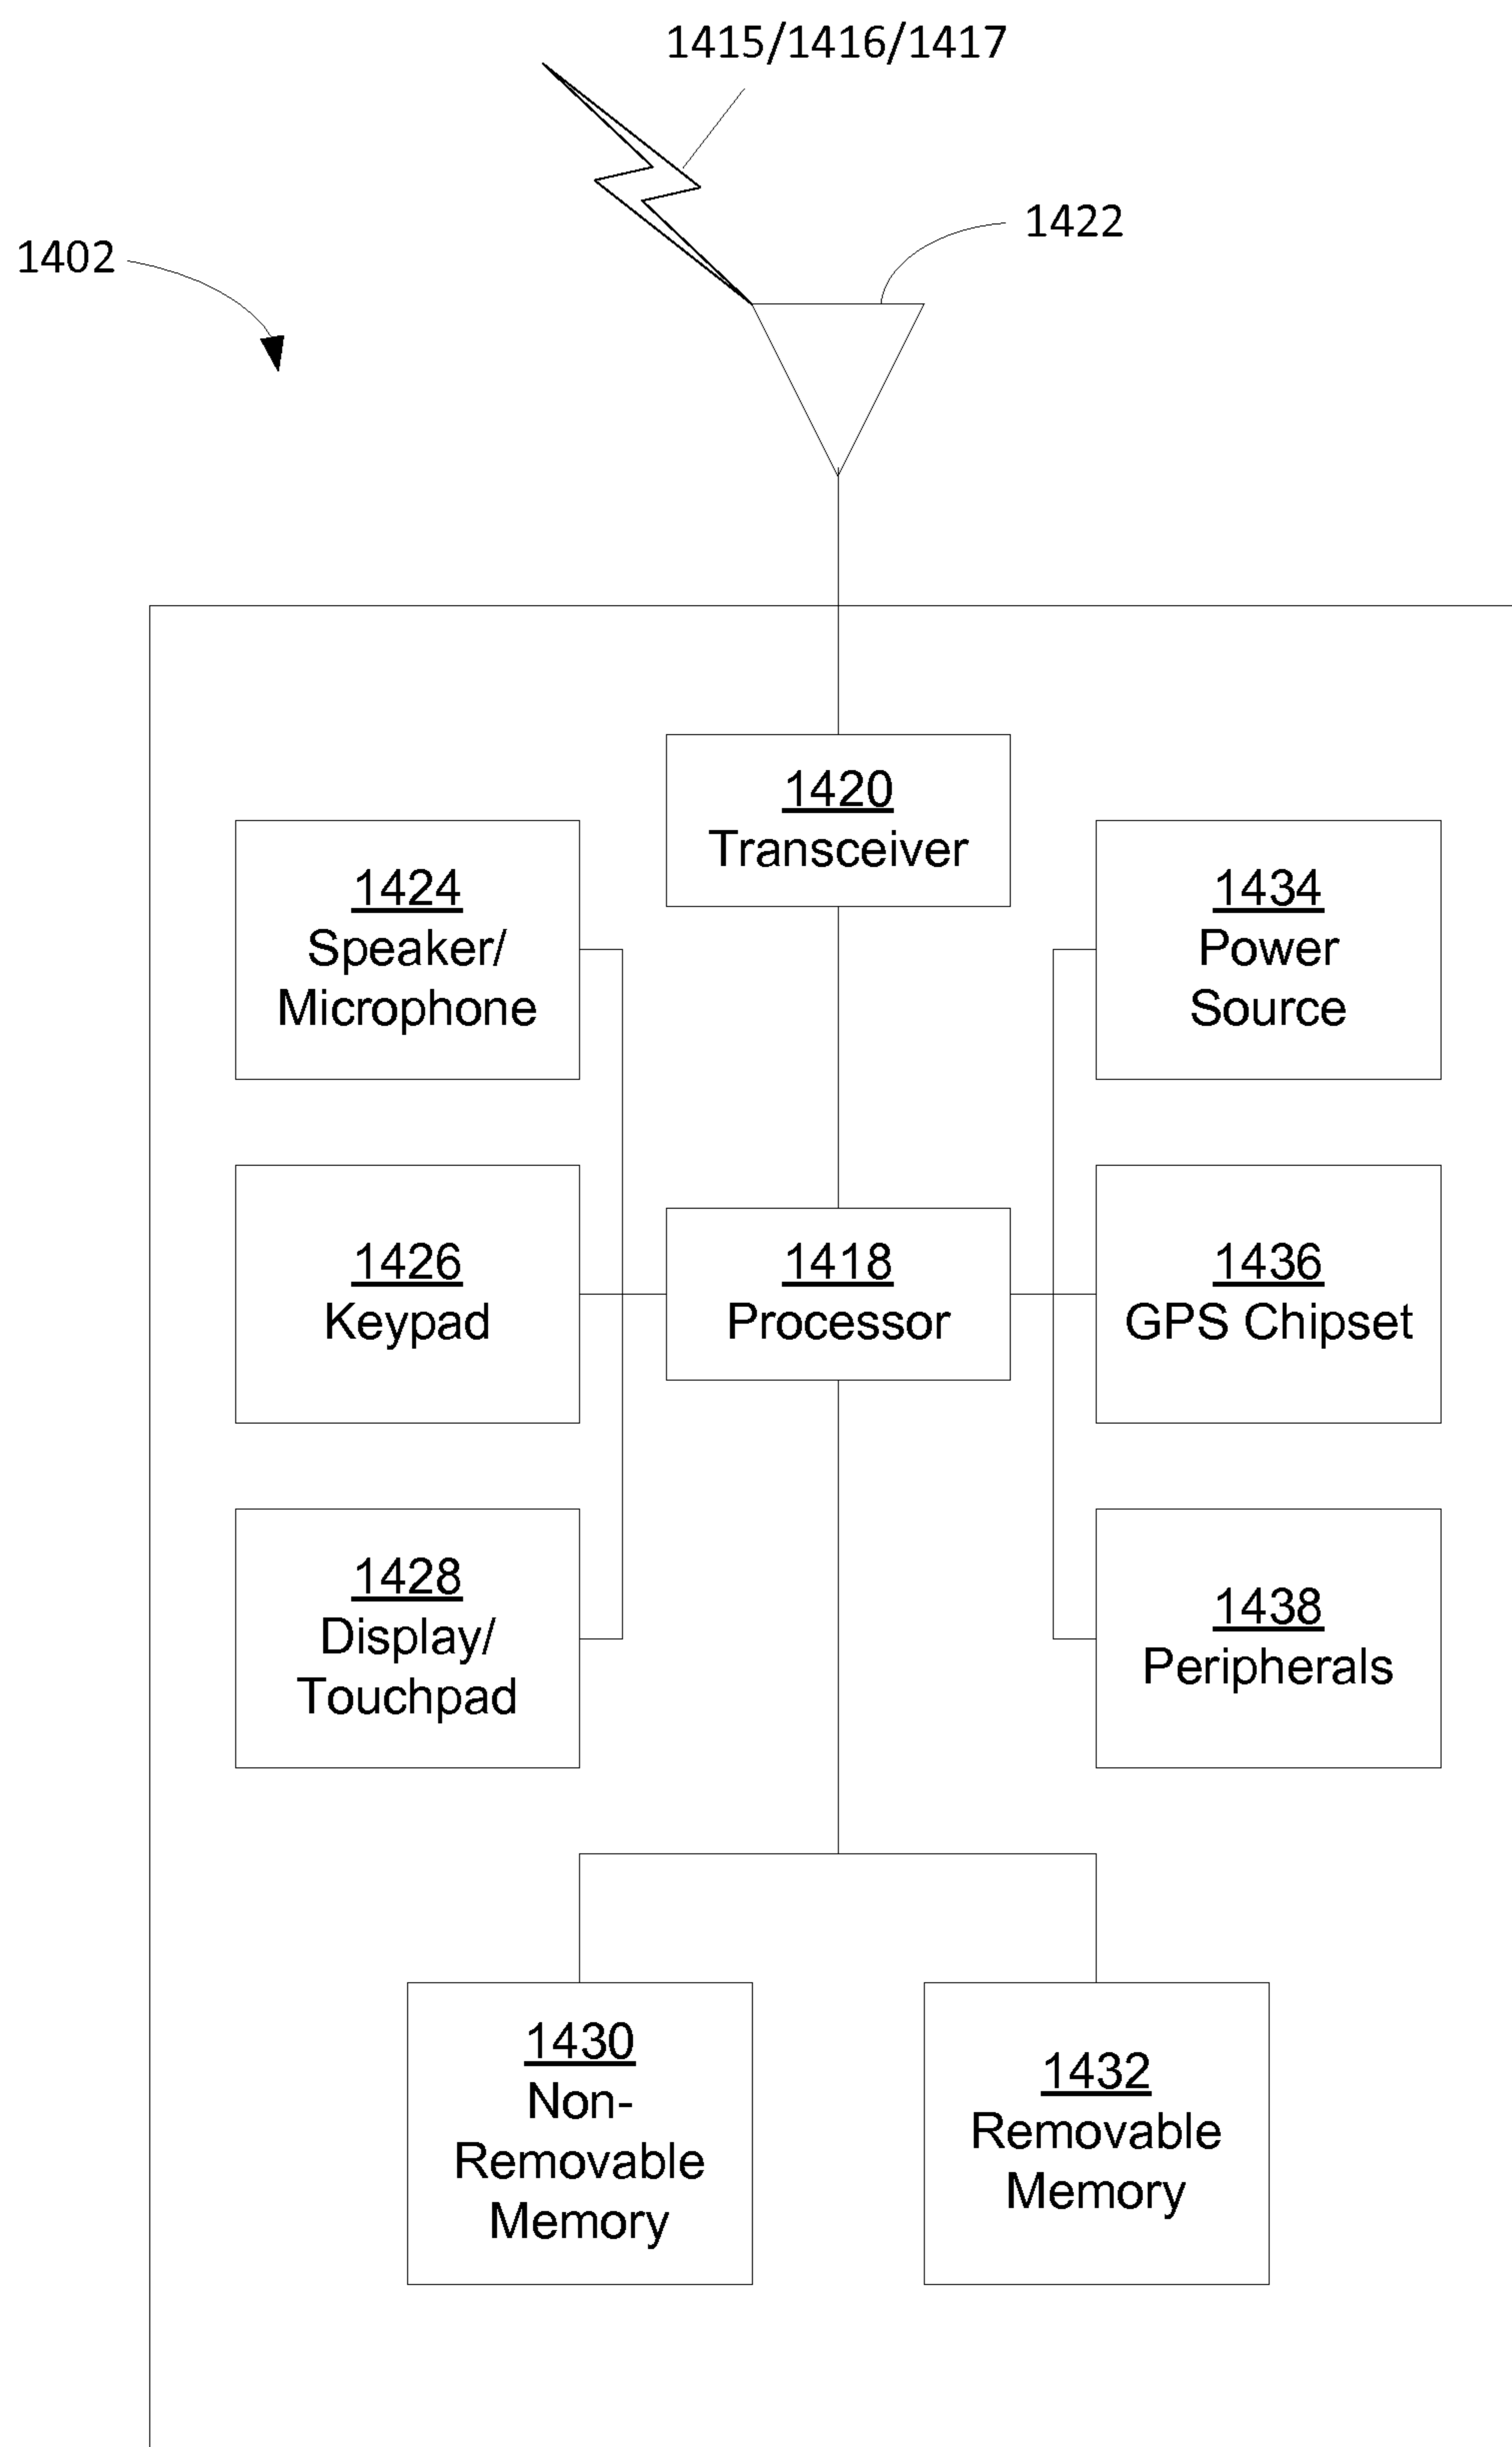 1415/1416/1417
1422
1402
1420
Transceiver
1424
Speaker/
Microphone
1434
Power
Source
1426
Keypad
1418
Processor
1436
GPS Chipset
1428
Display/
Touchpad
1438
Peripherals
1430
Non-
Removable
Memory
1432
Removable
Memory